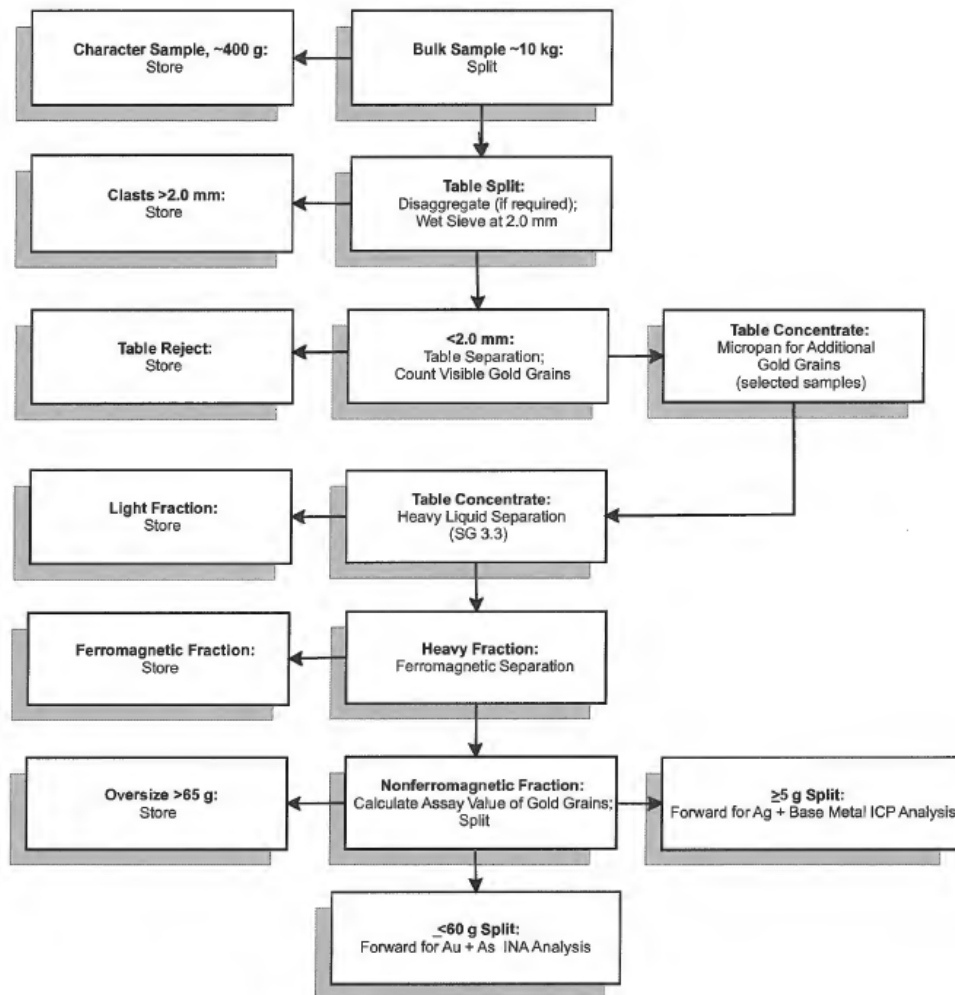 Character Sample, ~400 g:
Store
Bulk Sample ~10 kg:
Split
Clasts >2.0 mm:
Store
Table Split:
Disaggregate (if required);
Wet Sieve at 2.0 mm
Table Reject:
Store
<2.0 mm:
Table Separation;
Count Visible Gold Grains
Table Concentrate:
Micropan for Additional
Gold Grains
(selected samples)
Light Fraction:
Store
Table Concentrate:
Heavy Liquid Separation
(SG 3.3)
Ferromagnetic Fraction:
Store
Heavy Fraction:
Ferromagnetic Separation
Oversize >65 g:
Store
Nonferromagnetic Fraction:
Calculate Assay Value of Gold Grains;
Split
≥5 g Split:
Forward for Ag + Base Metal ICP Analysis
≤60 g Split:
Forward for Au + As INA Analysis